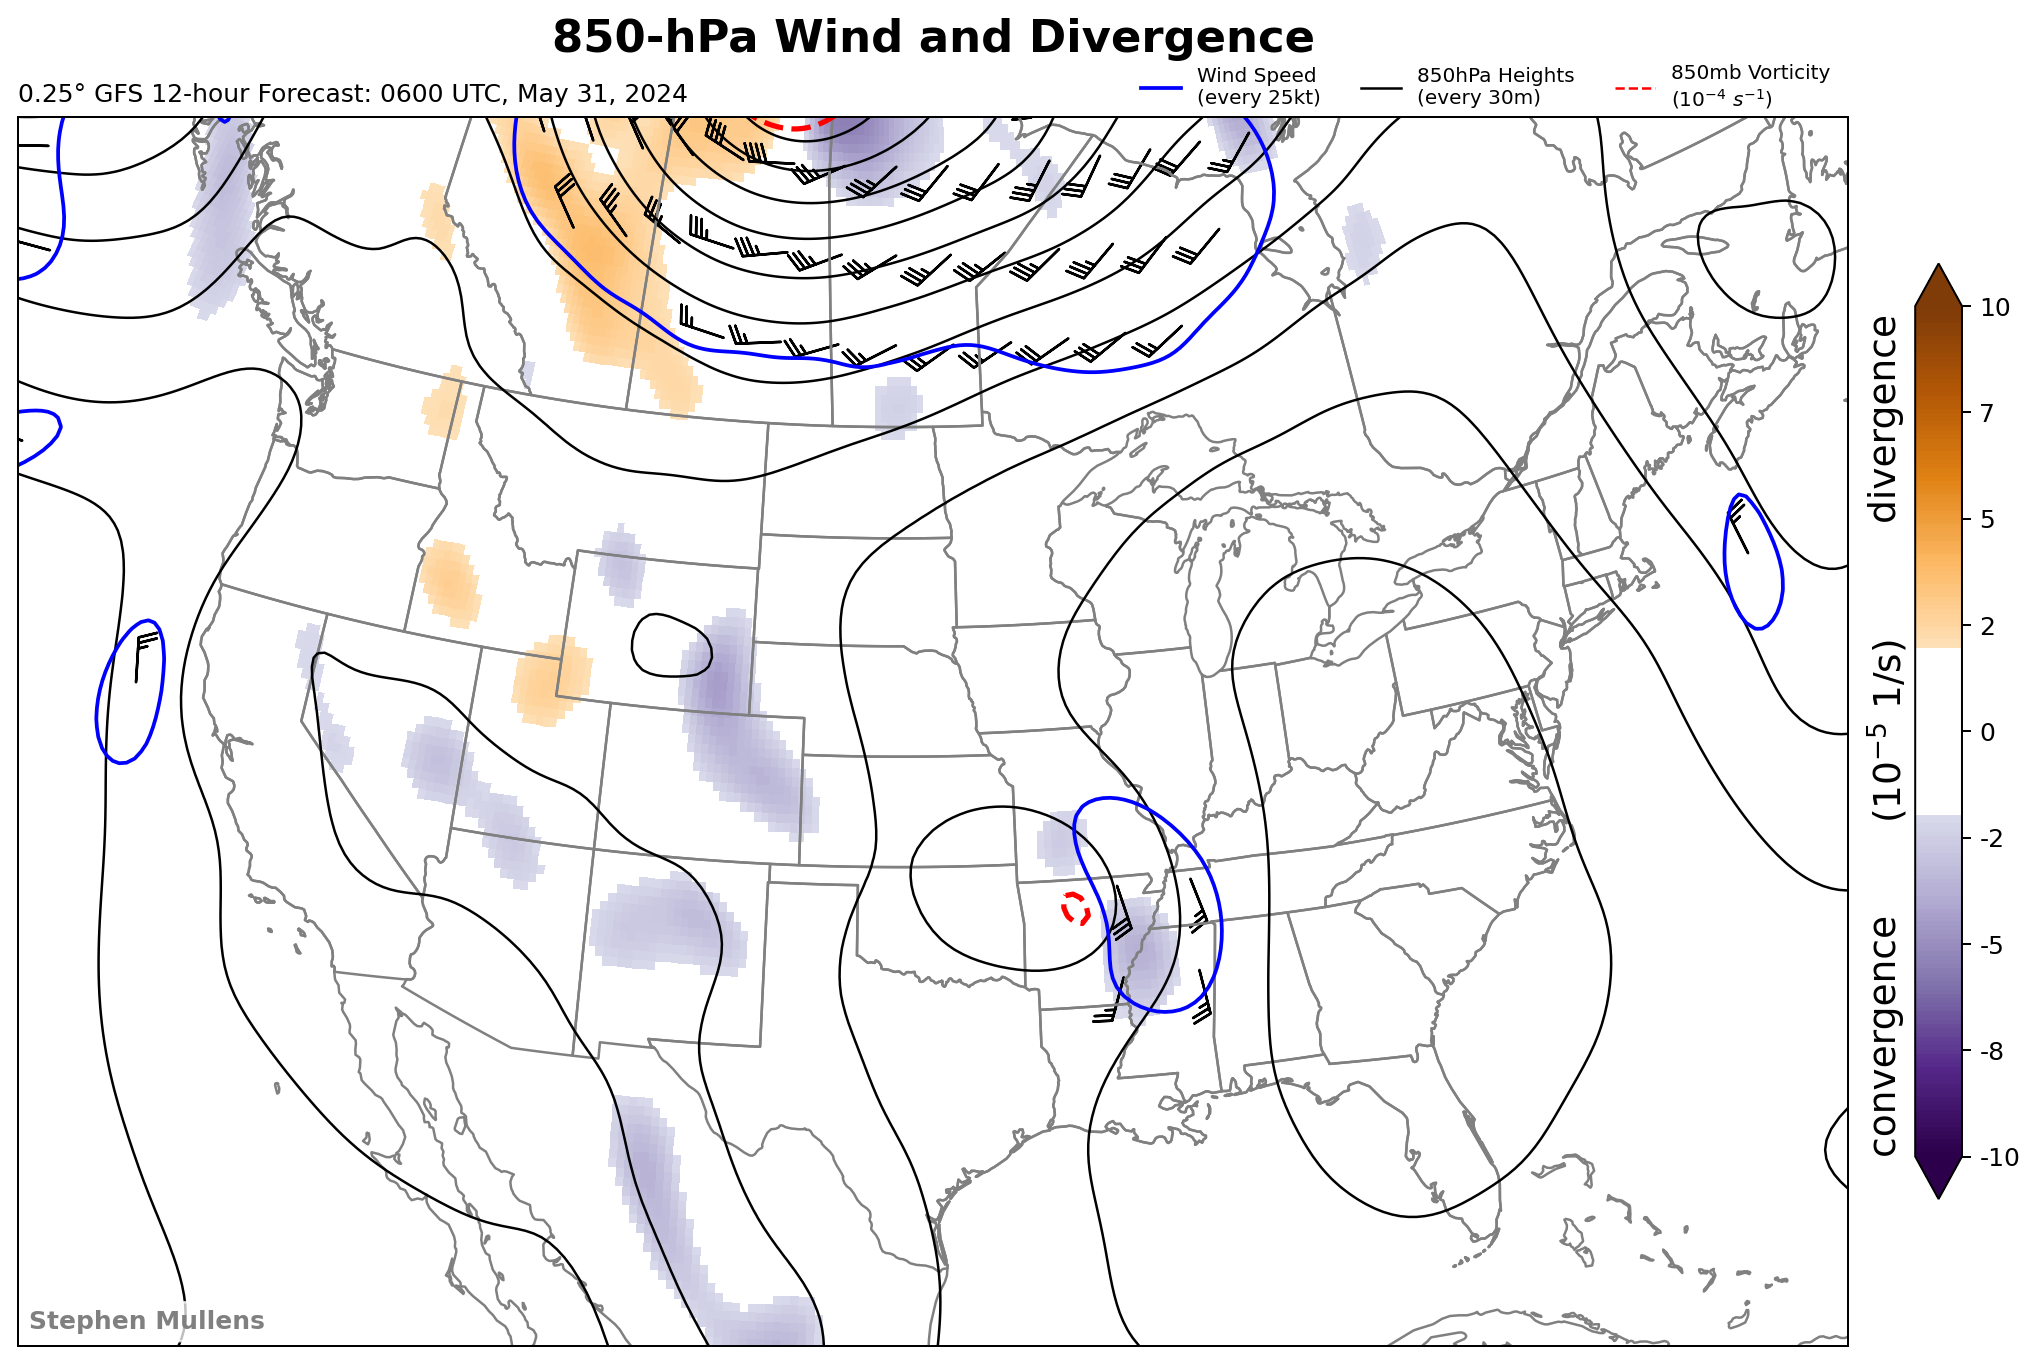 850-hPa Wind and Divergence
0.25° GFS 12-hour Forecast: 0600 UTC, May 31, 2024
Wind Speed
(every 25kt)
850hPa Heights
(every 30m)
850mb Vorticity
(10⁻⁴ s⁻¹)
10
7
5
2
0
-2
-5
-8
-10
divergence
(10⁻⁵ 1/s)
convergence
Stephen Mullens